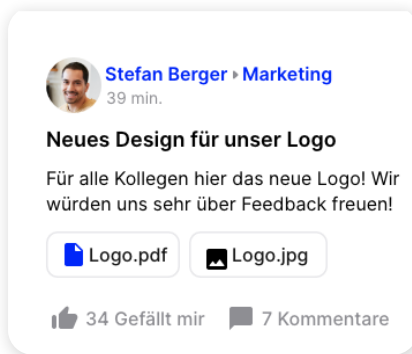 Stefan Berger ▸ Marketing
39 min.
Neues Design für unser Logo
Für alle Kollegen hier das neue Logo! Wir
würden uns sehr über Feedback freuen!
Logo.pdf Logo.jpg
34 Gefällt mir 7 Kommentare